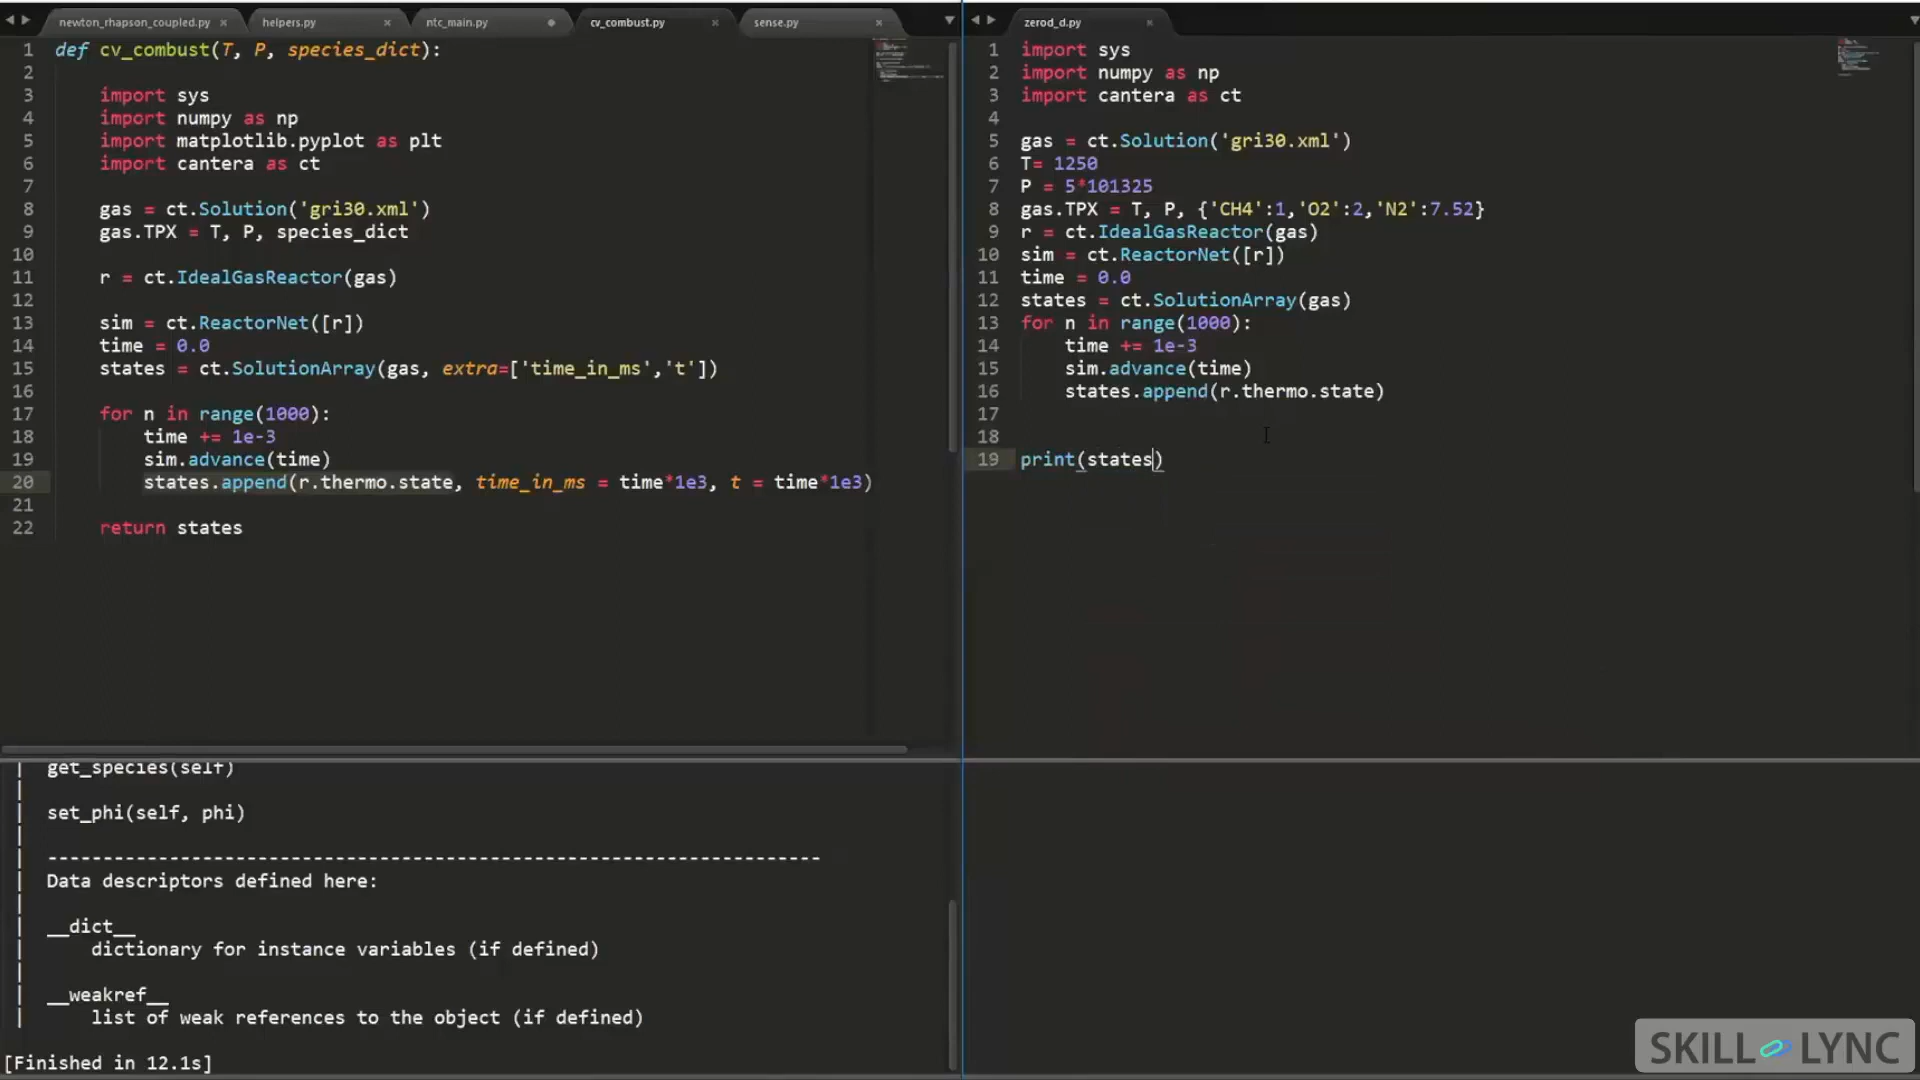 newton_rhapson_coupled.py × helpers.py × ntc_main.py cv_combust.py × sense.py ×
1 def cv_combust(T, P, species_dict):
2
3 import sys
4 import numpy as np
5 import matplotlib.pyplot as plt
6 import cantera as ct
7
8 gas = ct.Solution('gri30.xml')
9 gas.TPX = T, P, species_dict
10
11 r = ct.IdealGasReactor(gas)
12
13 sim = ct.ReactorNet([r])
14 time = 0.0
15 states = ct.SolutionArray(gas, extra=['time_in_ms','t'])
16
17 for n in range(1000):
18 time += 1e-3
19 sim.advance(time)
20 states.append(r.thermo.state, time_in_ms = time*1e3, t = time*1e3)
21
22 return states
| get_species(self)
|
| set_phi(self, phi)
|
| ----------------------------------------------------------------------
| Data descriptors defined here:
|
| __dict__
| dictionary for instance variables (if defined)
|
| __weakref__
| list of weak references to the object (if defined)
[Finished in 12.1s]
zerod_d.py ×
1 import sys
2 import numpy as np
3 import cantera as ct
4
5 gas = ct.Solution('gri30.xml')
6 T= 1250
7 P = 5*101325
8 gas.TPX = T, P, {'CH4':1,'O2':2,'N2':7.52}
9 r = ct.IdealGasReactor(gas)
10 sim = ct.ReactorNet([r])
11 time = 0.0
12 states = ct.SolutionArray(gas)
13 for n in range(1000):
14 time += 1e-3
15 sim.advance(time)
16 states.append(r.thermo.state)
17
18
19 print(states)
SKILL LYNC